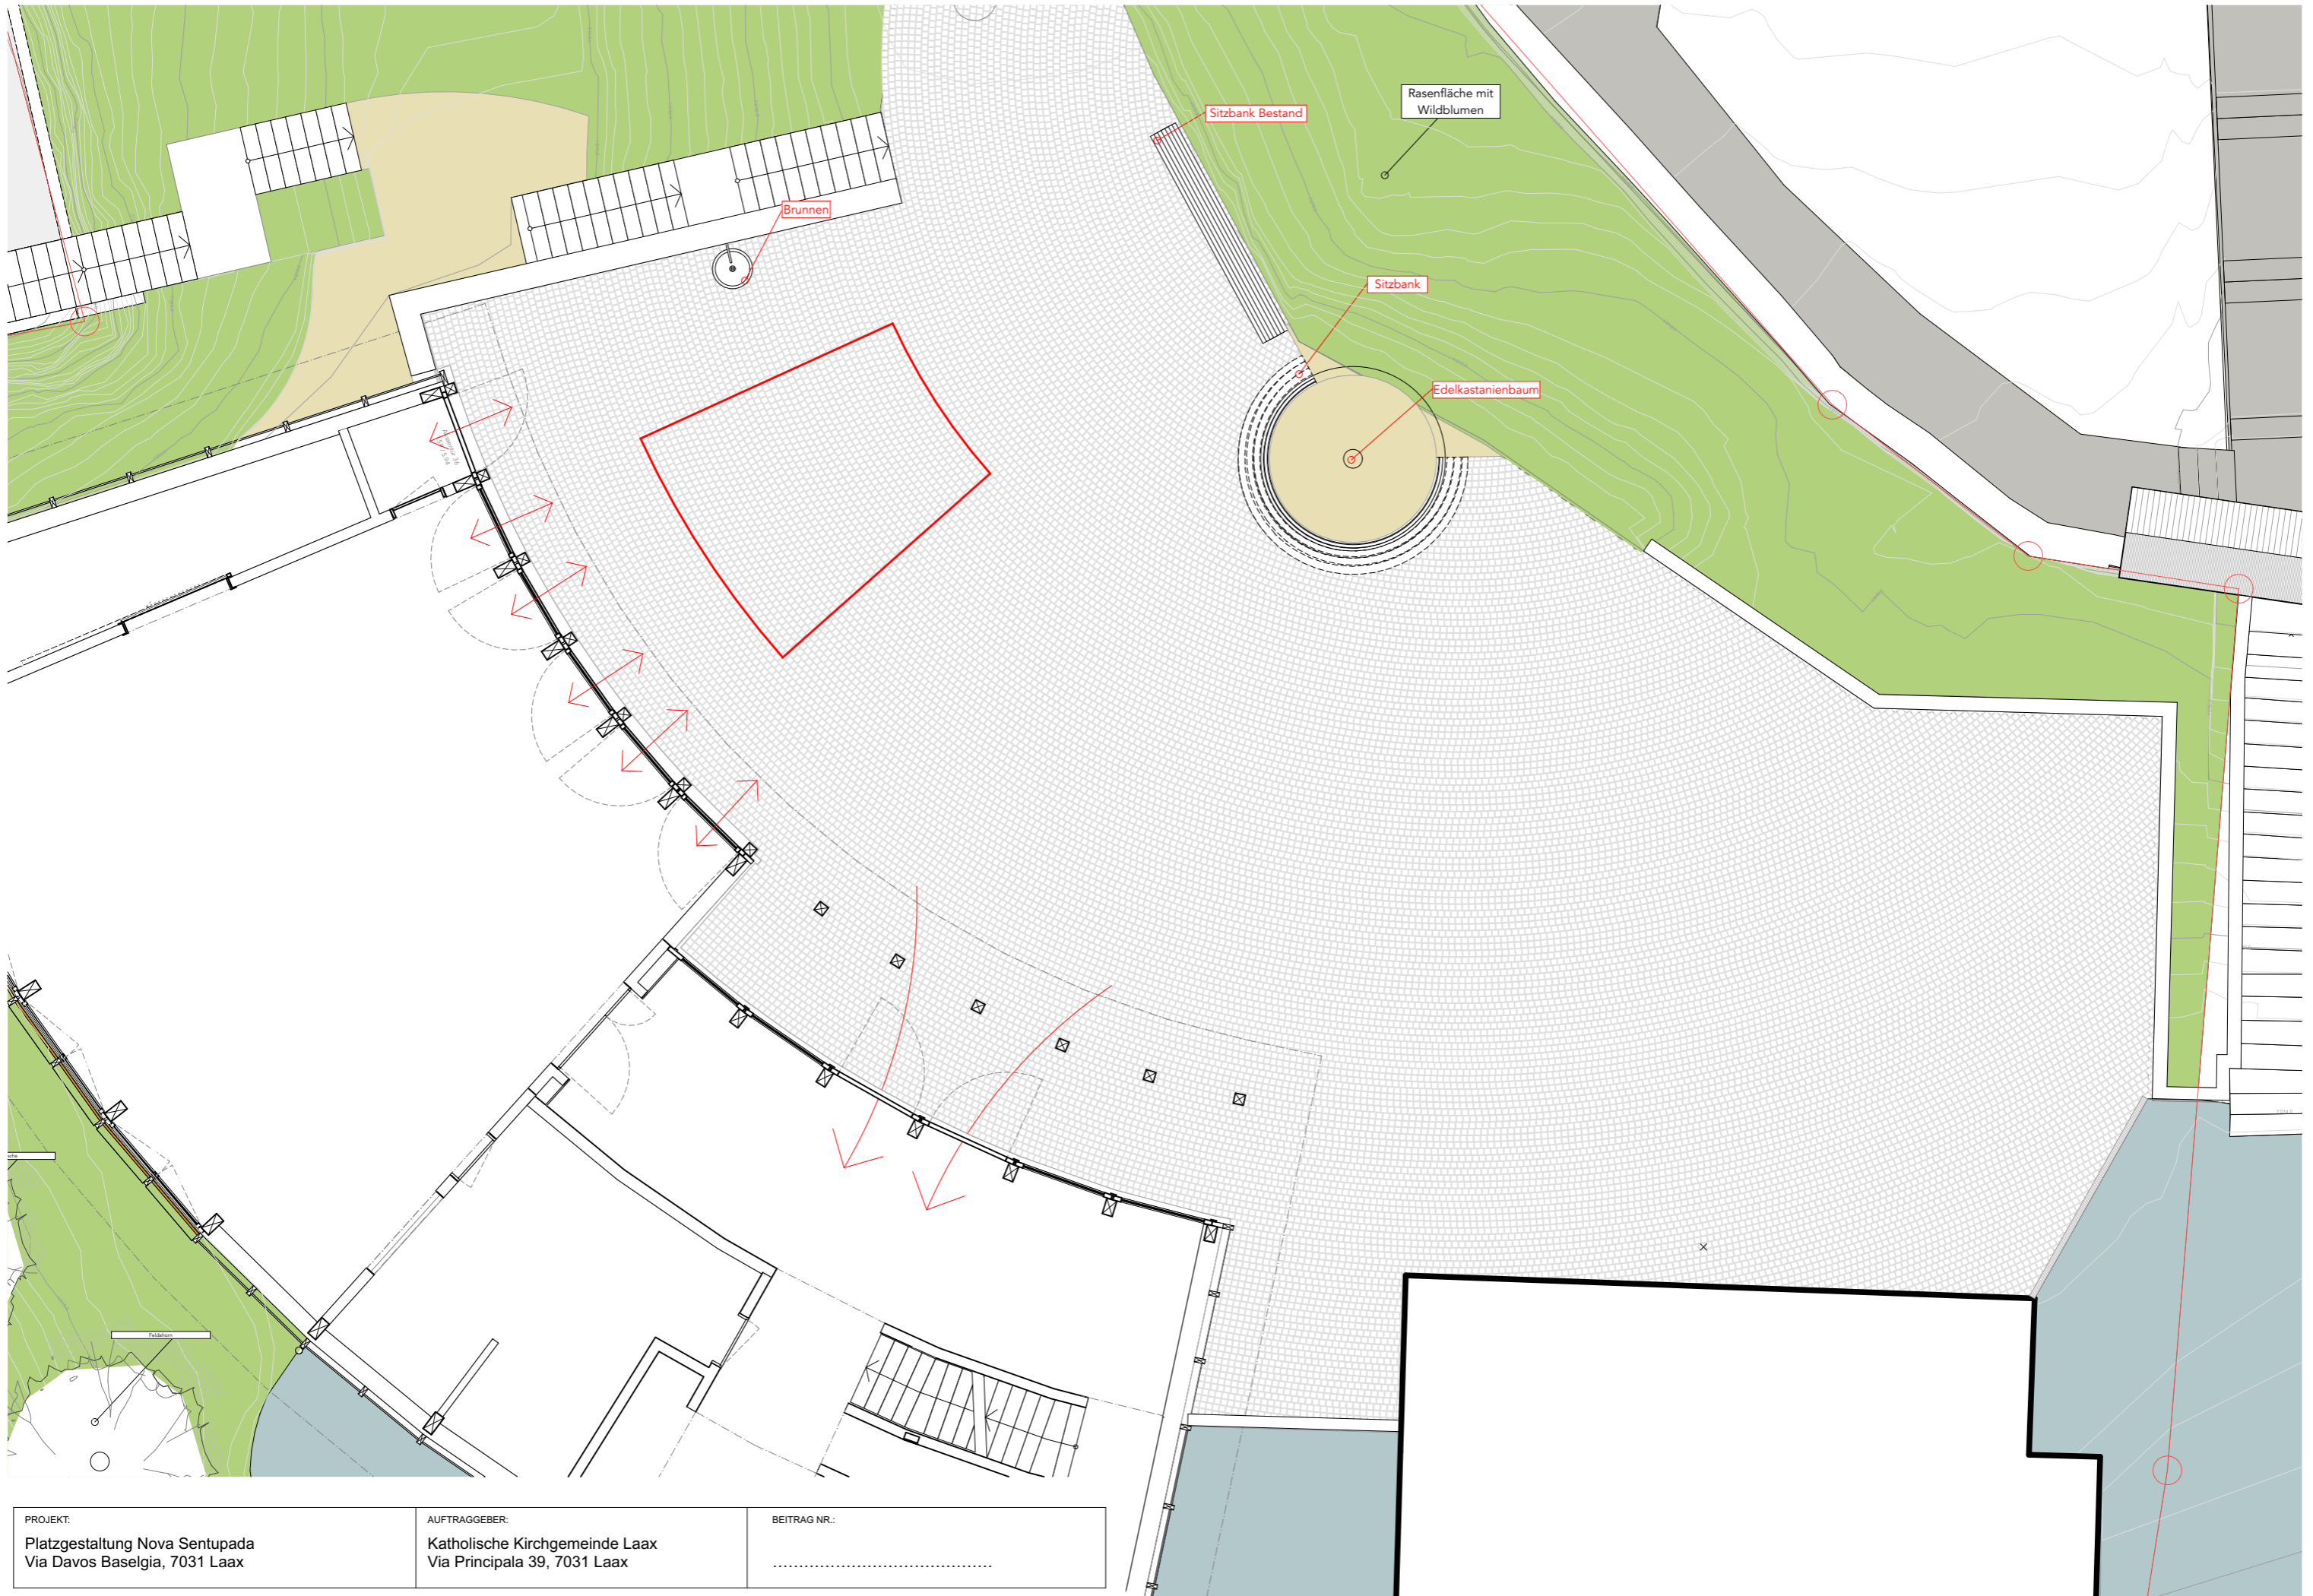 Rasenfläche mit
Wildblumen
Sitzbank Bestand
Brunnen
Sitzbank
Edelkastanienbaum
Feldahorn
PROJEKT:
Platzgestaltung Nova Sentupada
Via Davos Baselgia, 7031 Laax
AUFTRAGGEBER:
Katholische Kirchgemeinde Laax
Via Principala 39, 7031 Laax
BEITRAG NR.:
..........................................